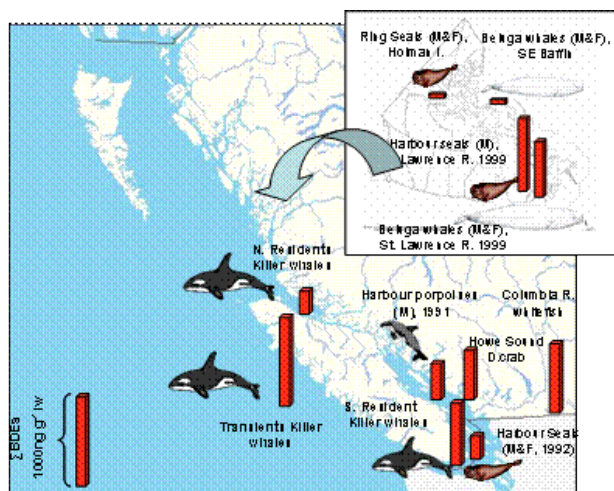 Ring Seals (M&F),
Holman I.
Beluga whales (M&F),
SE Baffin
Harbour seals (M),
Lawrence R. 1999
Beluga whales (M&F),
St. Lawrence R. 1999
N. Residents
Killer whales
Harbour porpoises
(M), 1991
Columbia R.
whitefish
Howe Sound
D.crab
Transients Killer
whales
S. Resident
Killer whales
Harbour Seals
(M&F, 1992)
∑BDEs
1000ng.g⁻¹ lw